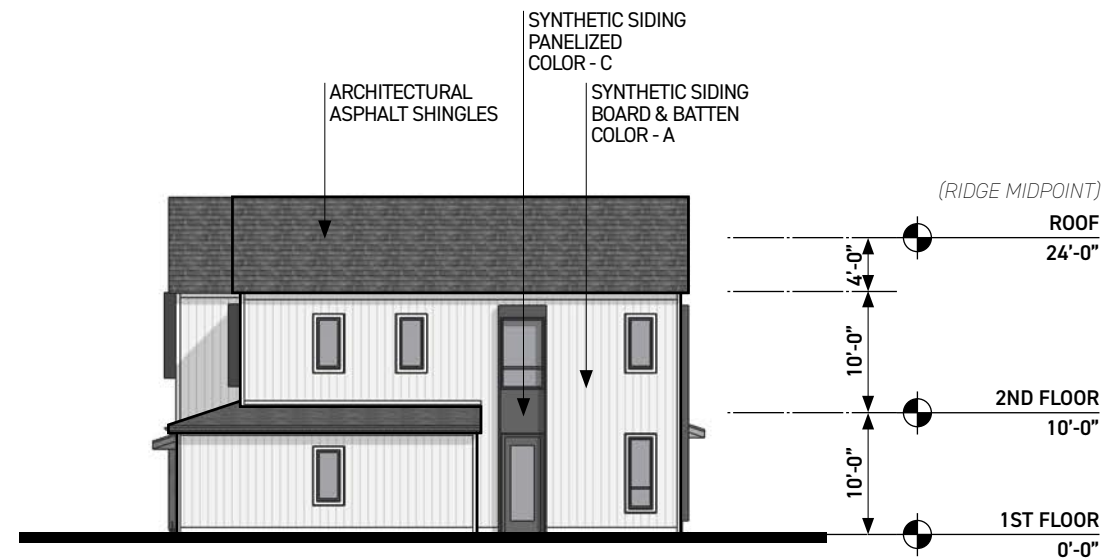 SYNTHETIC SIDING
PANELIZED
COLOR - C
ARCHITECTURAL
ASPHALT SHINGLES
SYNTHETIC SIDING
BOARD & BATTEN
COLOR - A
(RIDGE MIDPOINT)
ROOF
24'-0"
4'-0"
10'-0"
2ND FLOOR
10'-0"
10'-0"
1ST FLOOR
0'-0"